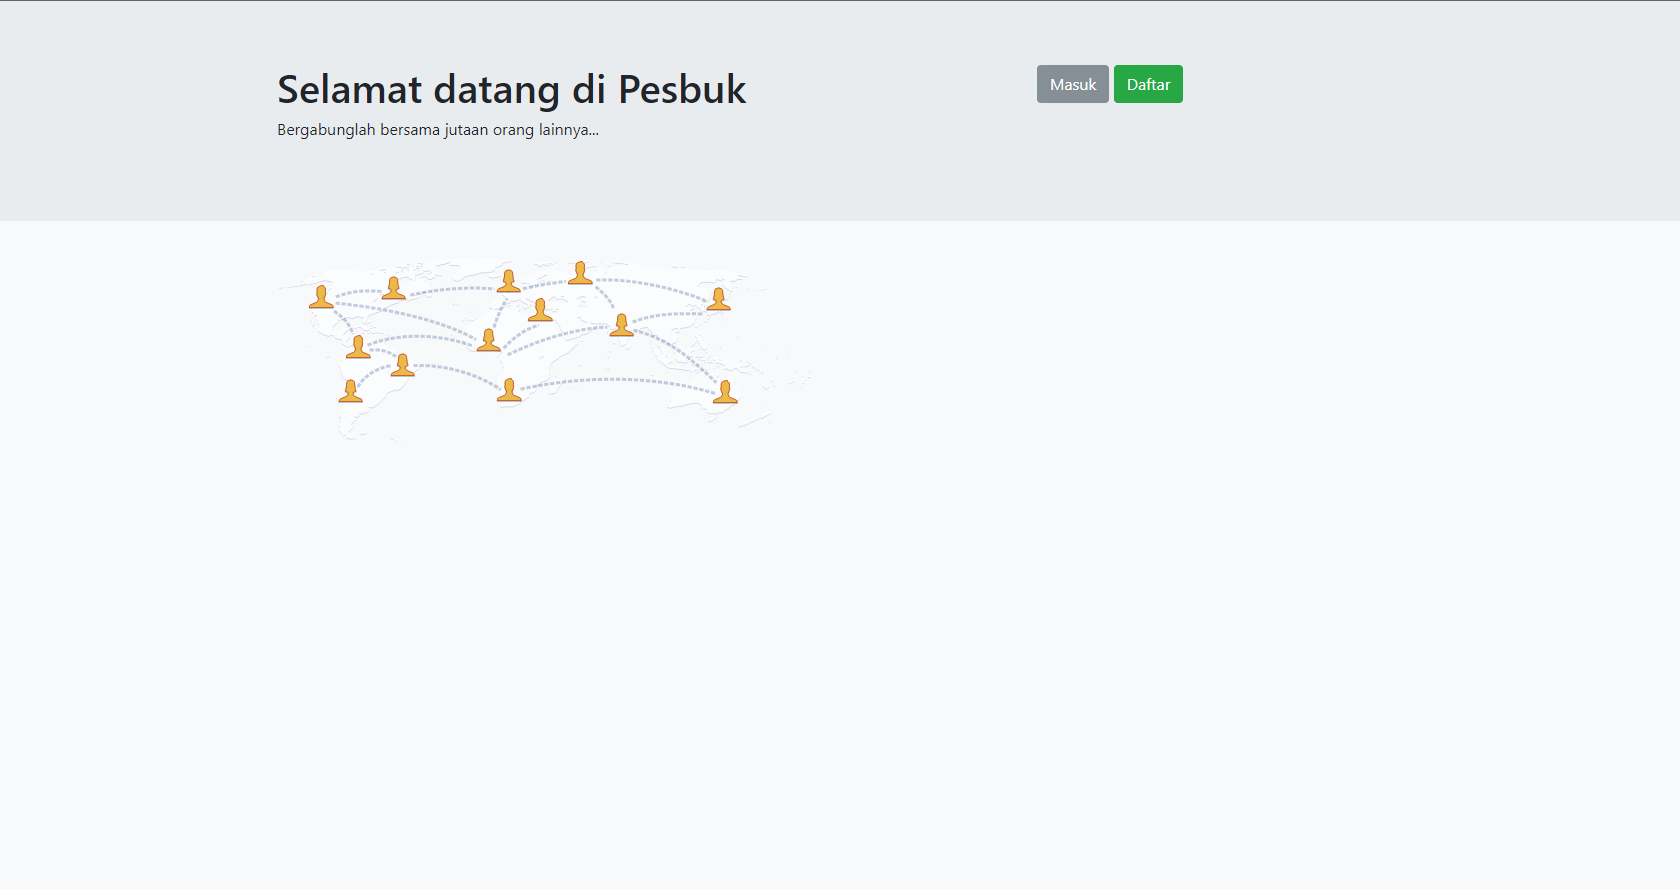 Selamat datang di Pesbuk
Bergabunglah bersama jutaan orang lainnya...
Masuk
Daftar